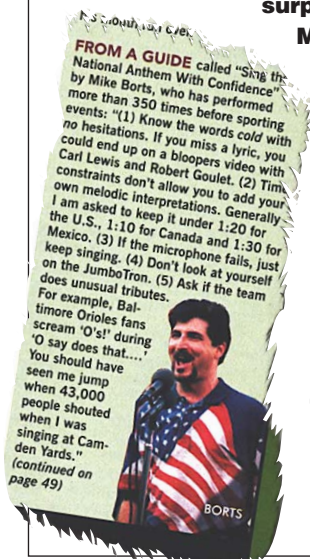 surp
M
FROM A GUIDE called “Sing the
National Anthem With Confidence”
by Mike Borts, who has performed
more than 350 times before sporting
events: “(1) Know the words cold with
no hesitations. If you miss a lyric, you
could end up on a bloopers video with
Carl Lewis and Robert Goulet. (2) Time
constraints don't allow you to add your
own melodic interpretations. Generally
I am asked to keep it under 1:20 for
the U.S., 1:10 for Canada and 1:30 for
Mexico. (3) If the microphone fails, just
keep singing. (4) Don't look at yourself
on the JumboTron. (5) Ask if the team
does unusual tributes.
For example, Bal-
timore Orioles fans
scream ‘O's!’ during
‘O say does that....’
You should have
seen me jump
when 43,000
people shouted
when I was
singing at Cam-
den Yards.”
(continued on
page 49)
BORTS